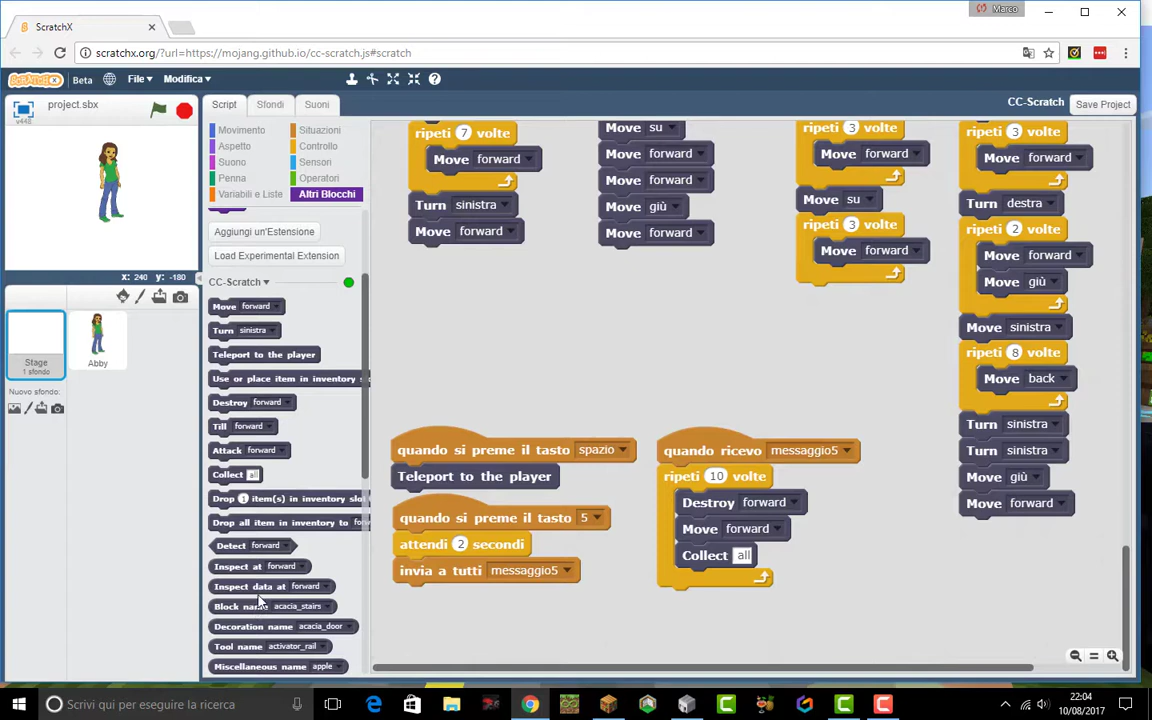 Marco
ScratchX
scratchx.org/?url=https://mojang.github.io/cc-scratch.js#scratch
Beta File Modifica
project.sbx
v448
Script Sfondi Suoni
CC-Scratch
Save Project
Movimento Situazioni
Aspetto Controllo
Suono Sensori
Penna Operatori
Variabili e Liste Altri Blocchi
Aggiungi un'Estensione
Load Experimental Extension
CC-Scratch
Move forward
Turn sinistra
Teleport to the player
Use or place item in inventory s
Destroy forward
Till forward
Attack forward
Collect all
Drop 1 item(s) in inventory slot
Drop all item in inventory to forw
Detect forward
Inspect at forward
Inspect data at forward
Block name acacia_stairs
Decoration name acacia_door
Tool name activator_rail
Miscellaneous name apple
x: 240 y: -180
Stage
1 sfondo
Abby
Nuovo sfondo:
ripeti 7 volte
Move forward
Turn sinistra
Move forward
Move su
Move forward
Move forward
Move giù
Move forward
ripeti 3 volte
Move forward
Move su
ripeti 3 volte
Move forward
ripeti 3 volte
Move forward
Turn destra
ripeti 2 volte
Move forward
Move giù
Move sinistra
ripeti 8 volte
Move back
Turn sinistra
Turn sinistra
Move giù
Move forward
quando si preme il tasto spazio
Teleport to the player
quando si preme il tasto 5
attendi 2 secondi
invia a tutti messaggio5
quando ricevo messaggio5
ripeti 10 volte
Destroy forward
Move forward
Collect all
Scrivi qui per eseguire la ricerca
22:04
10/08/2017